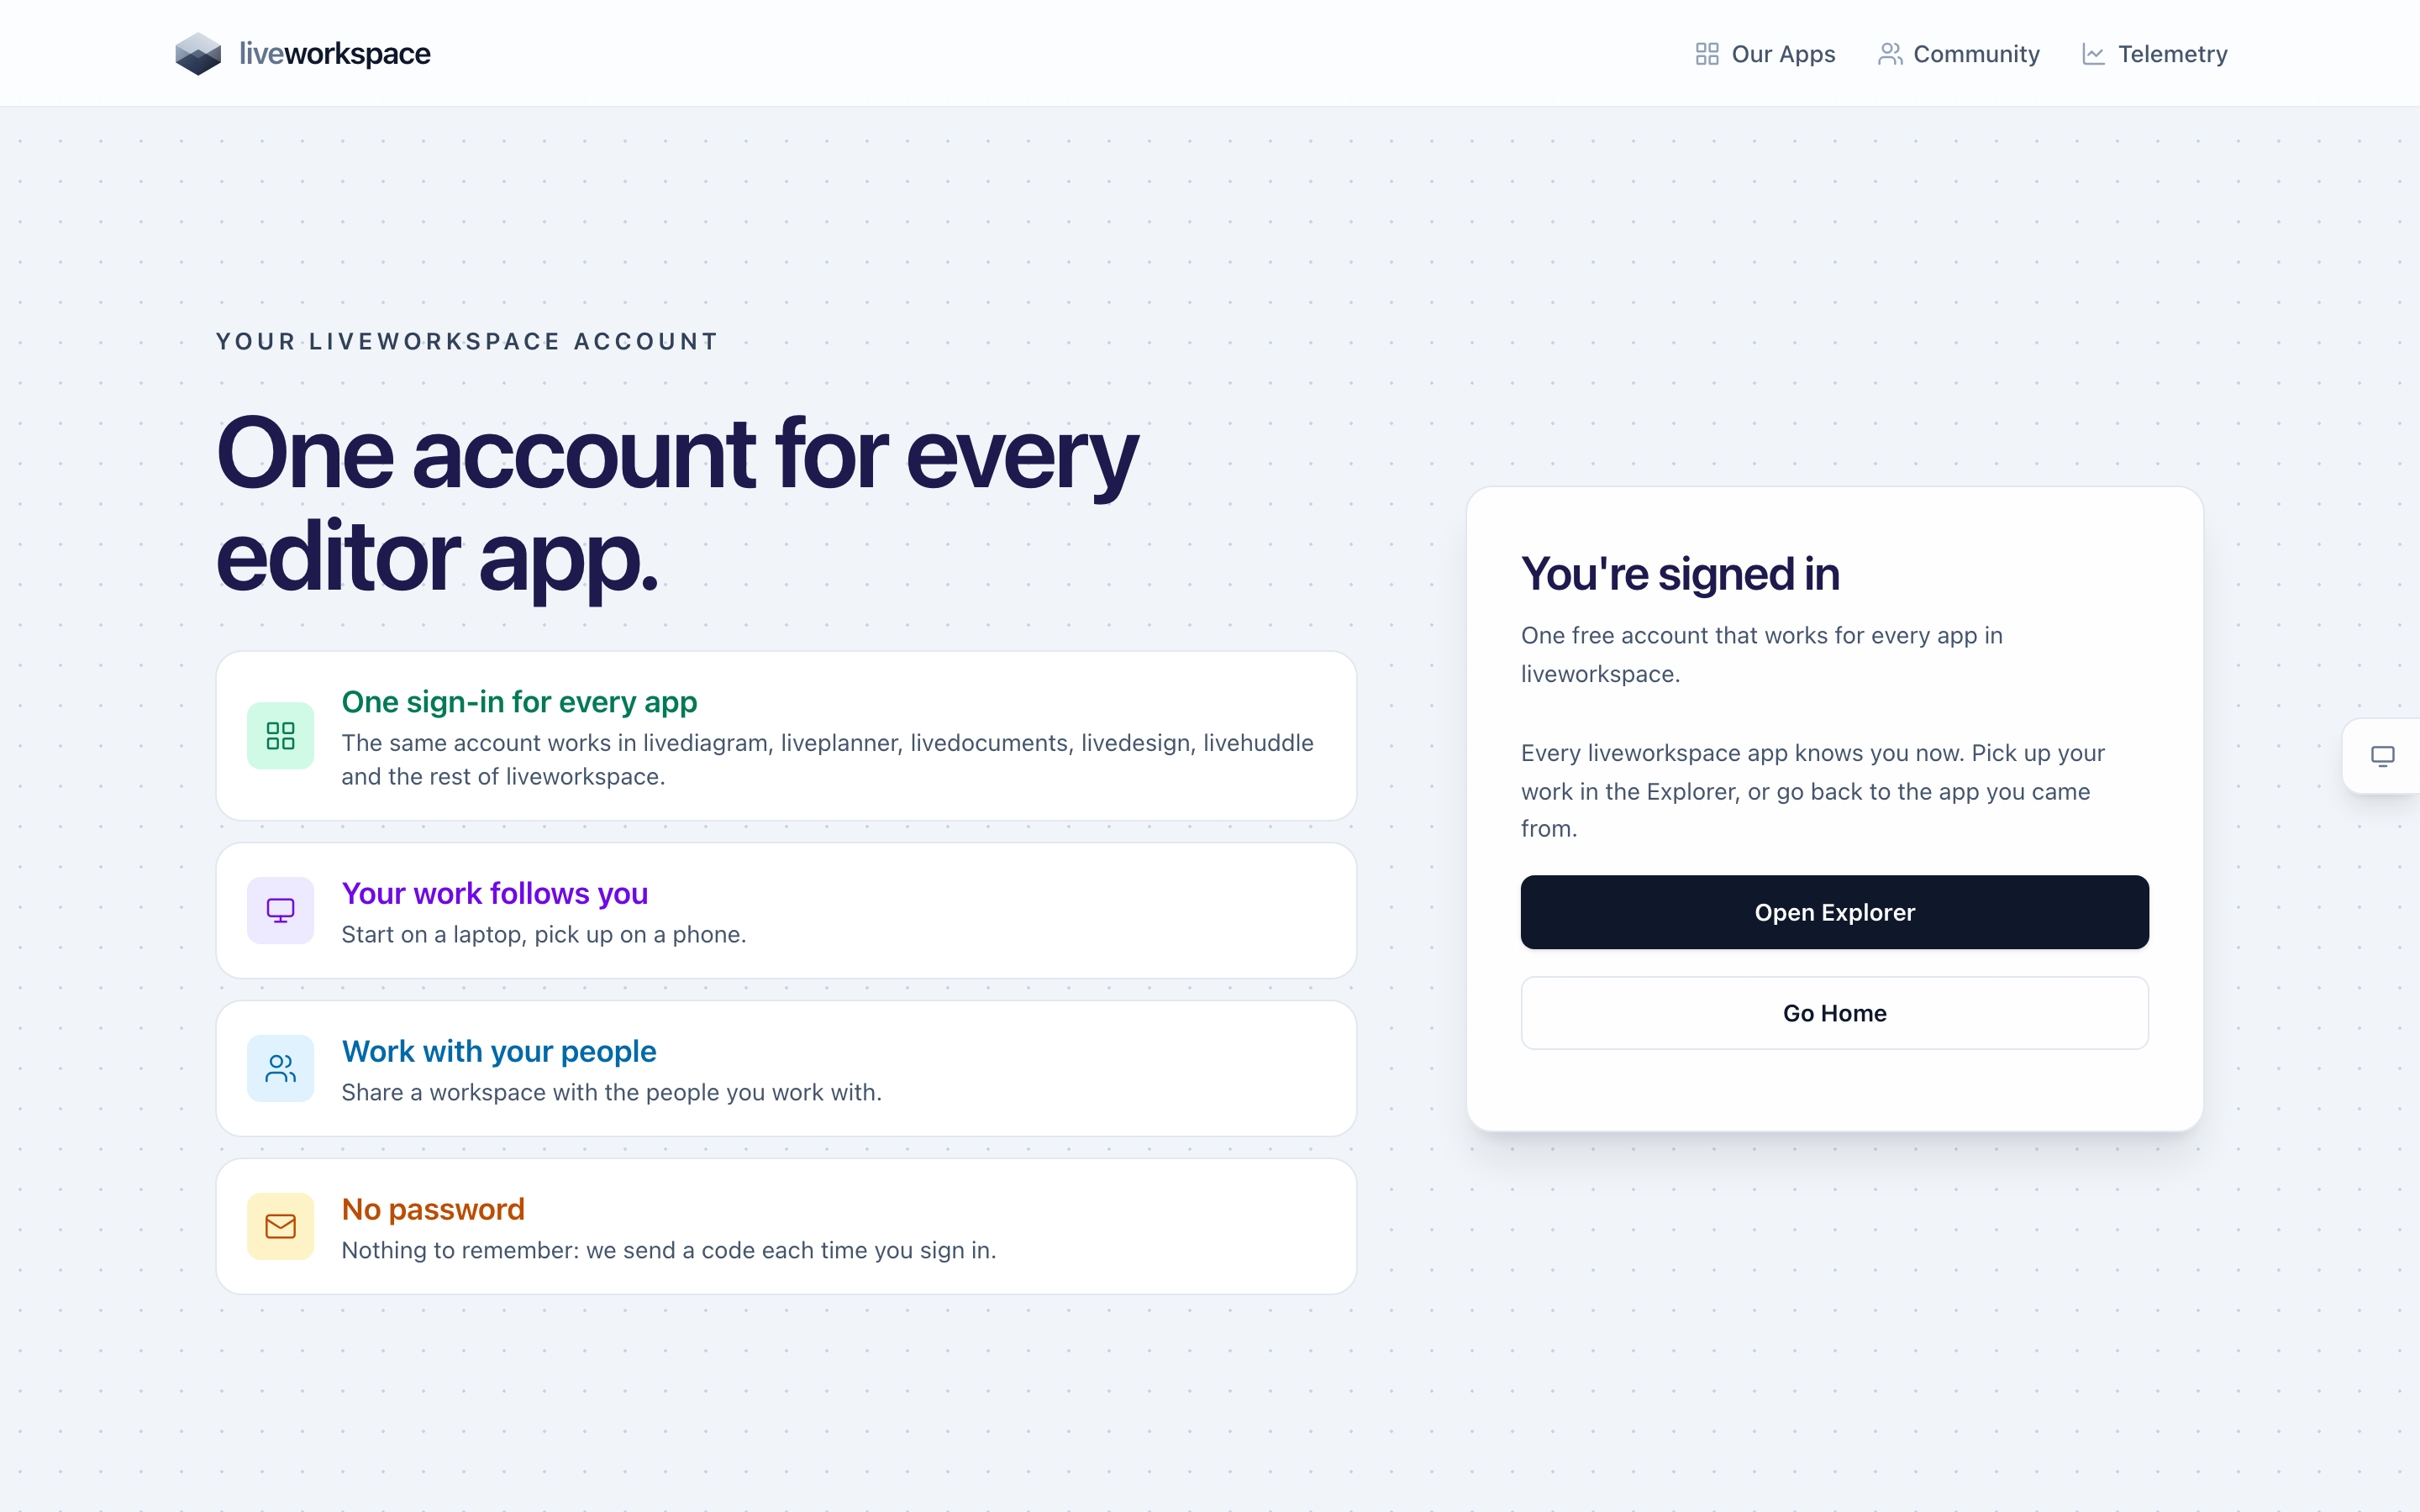 liveworkspace
Our Apps
Community
Telemetry
YOUR LIVEWORKSPACE ACCOUNT
One account for every
editor app.
One sign-in for every app
The same account works in livediagram, liveplanner, livedocuments, livedesign, livehuddle
and the rest of liveworkspace.
Your work follows you
Start on a laptop, pick up on a phone.
Work with your people
Share a workspace with the people you work with.
No password
Nothing to remember: we send a code each time you sign in.
You're signed in
One free account that works for every app in
liveworkspace.
Every liveworkspace app knows you now. Pick up your
work in the Explorer, or go back to the app you came
from.
Open Explorer
Go Home